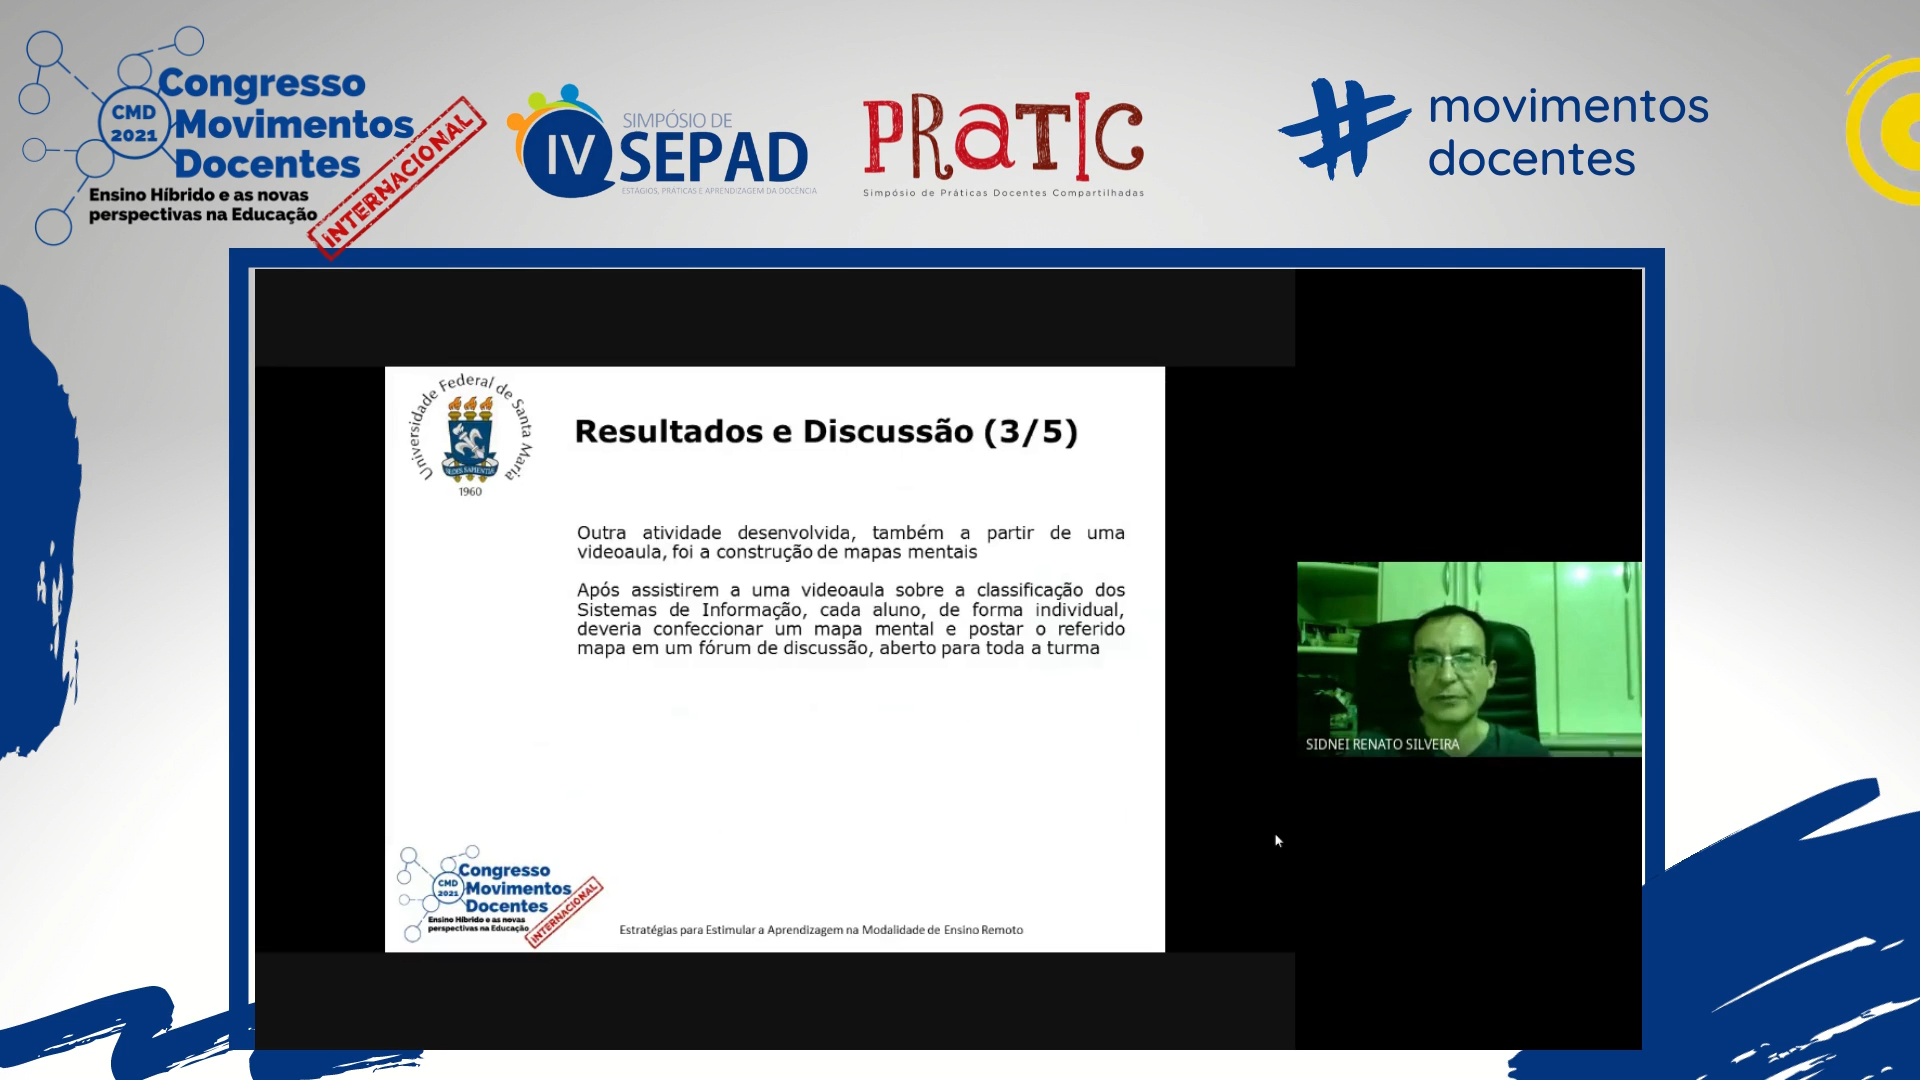 CMD
2021
Congresso
Movimentos
Docentes
Ensino Híbrido e as novas
perspectivas na Educação
INTERNACIONAL
IV
SIMPÓSIO DE
SEPAD
ESTÁGIOS, PRÁTICAS E APRENDIZAGEM DA DOCÊNCIA
PRATIC
Simpósio de Práticas Docentes Compartilhadas
# movimentos
docentes
Universidade Federal de Santa Maria
SEDES SAPIENTIAE
1960
Resultados e Discussão (3/5)
Outra atividade desenvolvida, também a partir de uma
videoaula, foi a construção de mapas mentais
Após assistirem a uma videoaula sobre a classificação dos
Sistemas de Informação, cada aluno, de forma individual,
deveria confeccionar um mapa mental e postar o referido
mapa em um fórum de discussão, aberto para toda a turma
SIDNEI RENATO SILVEIRA
CMD
2021
Congresso
Movimentos
Docentes
Ensino Híbrido e as novas
perspectivas na Educação
INTERNACIONAL
Estratégias para Estimular a Aprendizagem na Modalidade de Ensino Remoto